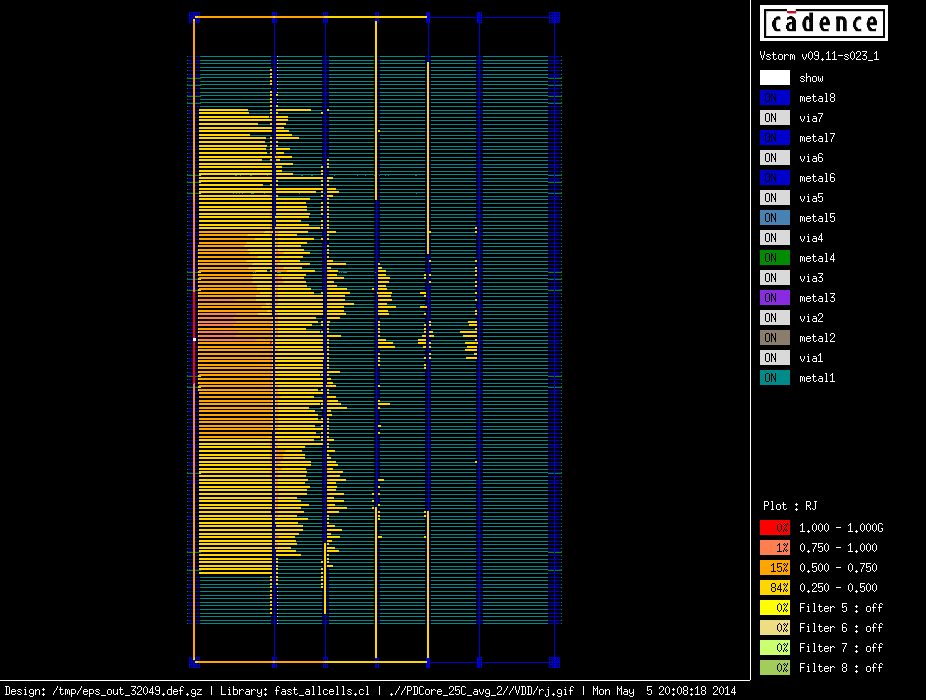 cadence
Vstorm v09.11-s023_1
show
ON metal8
ON via7
ON metal7
ON via6
ON metal6
ON via5
ON metal5
ON via4
ON metal4
ON via3
ON metal3
ON via2
ON metal2
ON via1
ON metal1
Plot : RJ
0% 1.000 - 1.000G
1% 0.750 - 1.000
15% 0.500 - 0.750
84% 0.250 - 0.500
0% Filter 5 : off
0% Filter 6 : off
0% Filter 7 : off
0% Filter 8 : off
Design: /tmp/eps_out_32049.def.gz | Library: fast_allcells.cl | .//PDCore_25C_avg_2//VDD/rj.gif | Mon May  5 20:08:18 2014